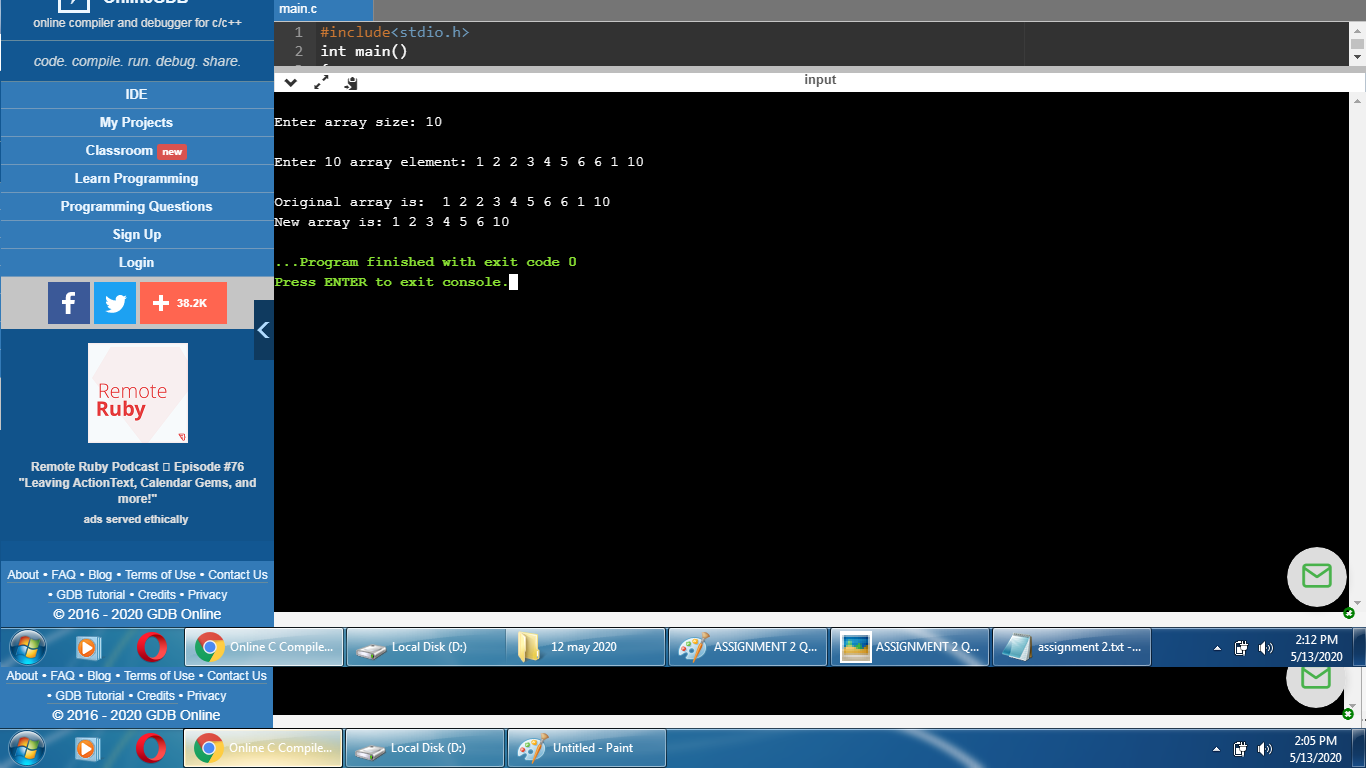 OnlineGDB
online compiler and debugger for c/c++
code. compile. run. debug. share.
IDE
My Projects
Classroom new
Learn Programming
Programming Questions
Sign Up
Login
38.2K
Remote
Ruby
Remote Ruby Podcast Episode #76
"Leaving ActionText, Calendar Gems, and
more!"
ads served ethically
About • FAQ • Blog • Terms of Use • Contact Us
• GDB Tutorial • Credits • Privacy
© 2016 - 2020 GDB Online
main.c
1 #include<stdio.h>
2 int main()
input
Enter array size: 10
Enter 10 array element: 1 2 2 3 4 5 6 6 1 10
Original array is:  1 2 2 3 4 5 6 6 1 10
New array is: 1 2 3 4 5 6 10
...Program finished with exit code 0
Press ENTER to exit console.
Online C Compile...
Local Disk (D:)
12 may 2020
ASSIGNMENT 2 Q...
ASSIGNMENT 2 Q...
assignment 2.txt -...
2:12 PM
5/13/2020
About • FAQ • Blog • Terms of Use • Contact Us
• GDB Tutorial • Credits • Privacy
© 2016 - 2020 GDB Online
Online C Compile...
Local Disk (D:)
Untitled - Paint
2:05 PM
5/13/2020